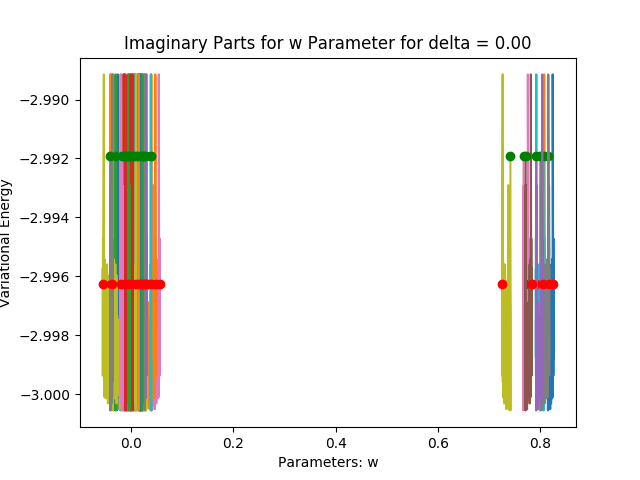 Imaginary Parts for w Parameter for delta = 0.00
−2.990
−2.992
−2.994
−2.996
−2.998
−3.000
Variational Energy
0.0 0.2 0.4 0.6 0.8
Parameters: w